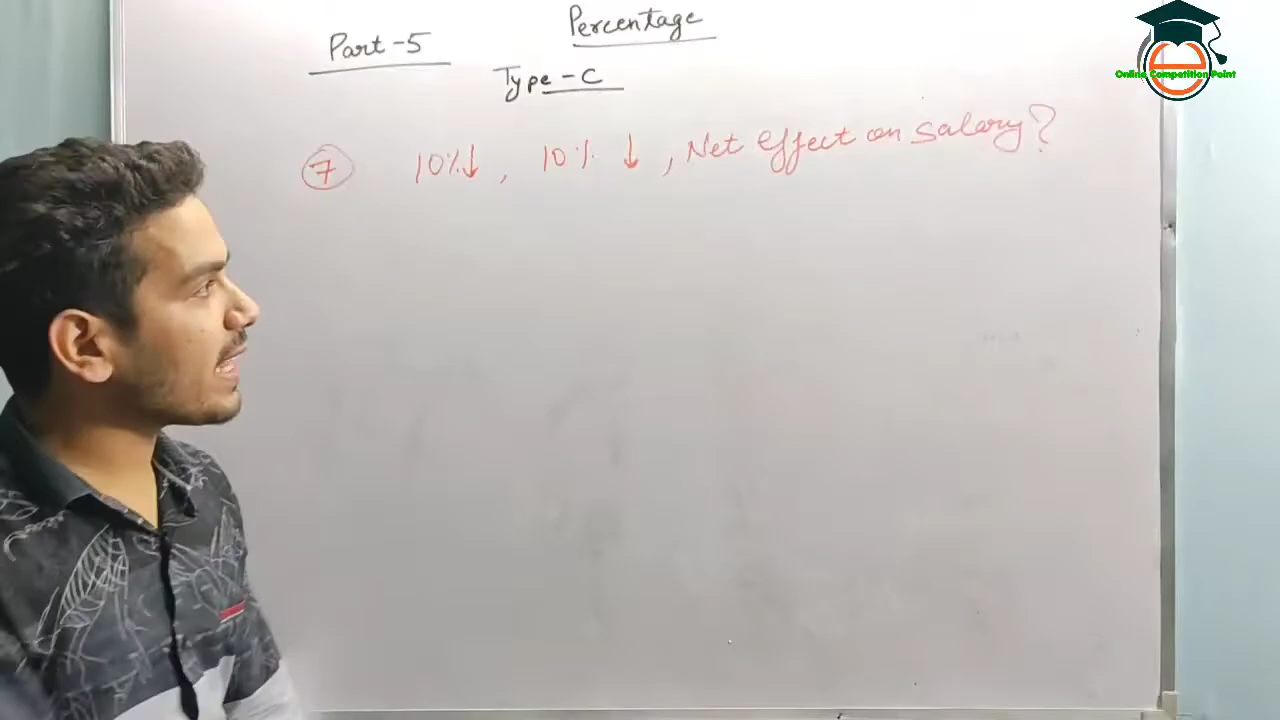 Percentage
Part-5
Type-C
7 10%↓, 10% ↓, Net effect on salary?
Online Competition Point